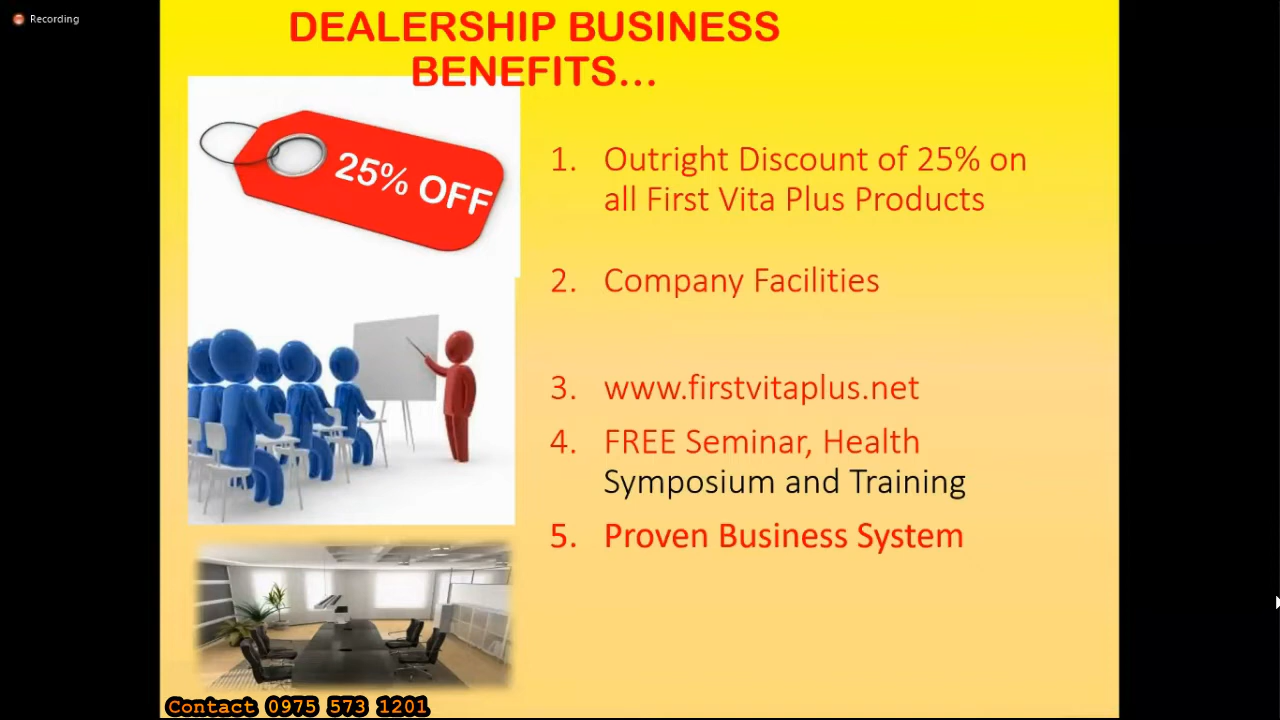 Recording
DEALERSHIP BUSINESS
BENEFITS...
25% OFF
1. Outright Discount of 25% on
all First Vita Plus Products
2. Company Facilities
3. www.firstvitaplus.net
4. FREE Seminar, Health
Symposium and Training
5. Proven Business System
Contact 0975 573 1201